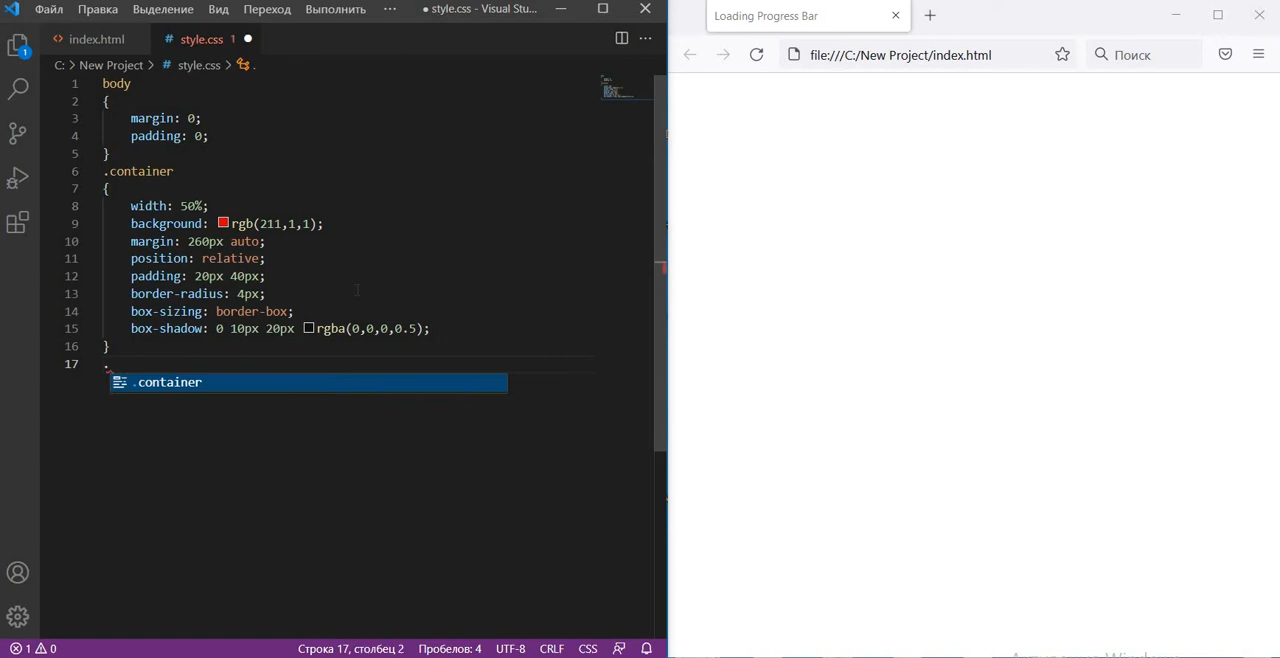 Файл Правка Выделение Вид Переход Выполнить ··· ● style.css - Visual Stu...
index.html # style.css 1 ●
C: > New Project > # style.css > .
1 body
2 {
3 margin: 0;
4 padding: 0;
5 }
6 .container
7 {
8 width: 50%;
9 background: rgb(211,1,1);
10 margin: 260px auto;
11 position: relative;
12 padding: 20px 40px;
13 border-radius: 4px;
14 box-sizing: border-box;
15 box-shadow: 0 10px 20px rgba(0,0,0,0.5);
16 }
17 .
.container
1
1 0 Строка 17, столбец 2 Пробелов: 4 UTF-8 CRLF CSS
Loading Progress Bar
file:///C:/New Project/index.html Поиск